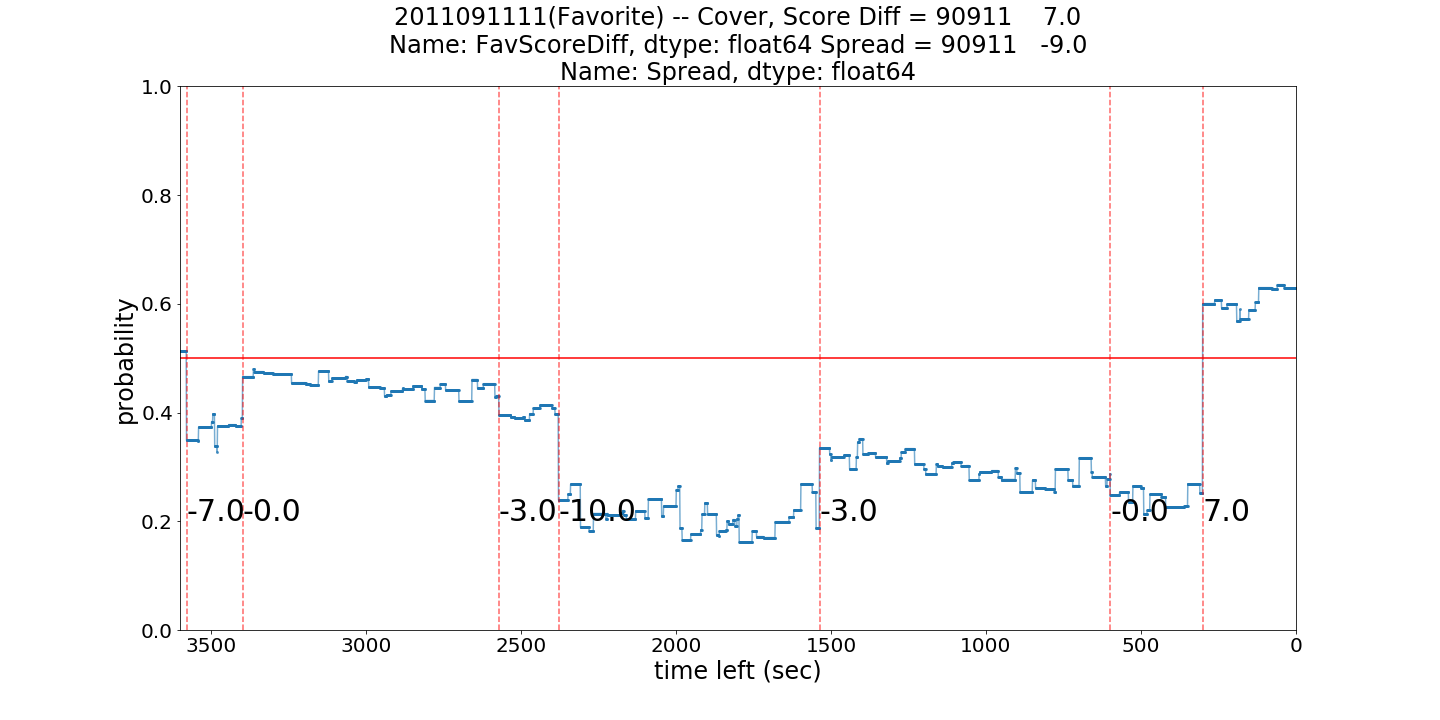 2011091111(Favorite) -- Cover, Score Diff = 90911    7.0
Name: FavScoreDiff, dtype: float64 Spread = 90911   -9.0
Name: Spread, dtype: float64
1.0
0.8
0.6
0.4
0.2
0.0
probability
-7.0 -0.0 -3.0 -10.0 -3.0 -0.0 7.0
3500 3000 2500 2000 1500 1000 500 0
time left (sec)